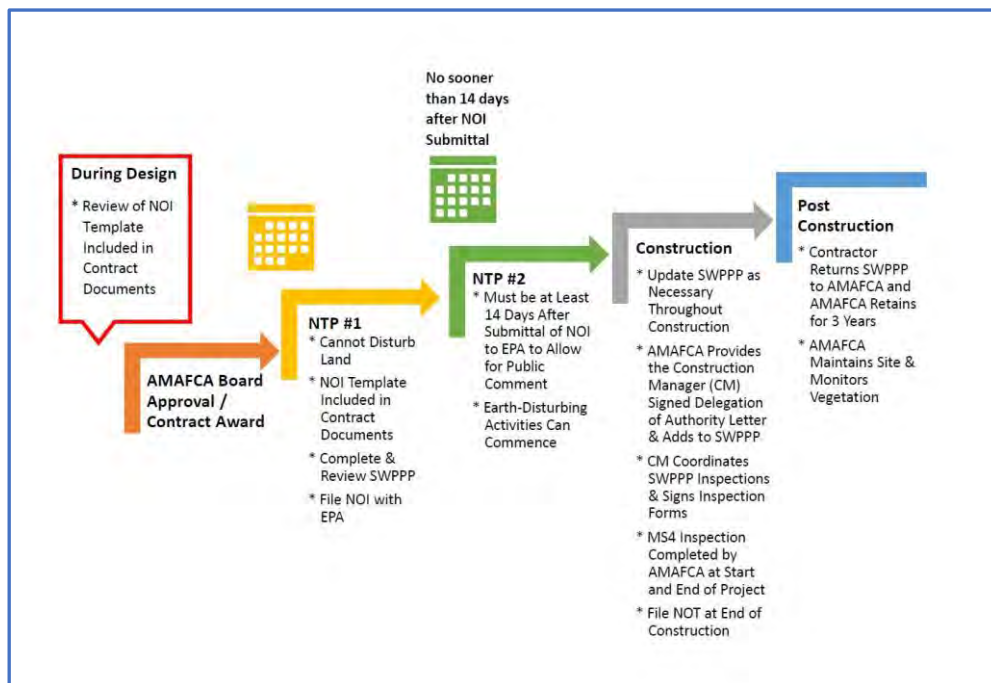 No sooner
than 14 days
after NOI
Submittal
During Design
* Review of NOI
Template
Included in
Contract
Documents
AMAFCA Board
Approval /
Contract Award
NTP #1
* Cannot Disturb
Land
* NOI Template
Included in
Contract
Documents
* Complete &
Review SWPPP
* File NOI with
EPA
NTP #2
* Must be at Least
14 Days After
Submittal of NOI
to EPA to Allow
for Public
Comment
* Earth-Disturbing
Activities Can
Commence
Construction
* Update SWPPP as
Necessary
Throughout
Construction
* AMAFCA Provides
the Construction
Manager (CM)
Signed Delegation
of Authority Letter
& Adds to SWPPP
* CM Coordinates
SWPPP Inspections
& Signs Inspection
Forms
* MS4 Inspection
Completed by
AMAFCA at Start
and End of Project
* File NOT at End of
Construction
Post
Construction
* Contractor
Returns SWPPP
to AMAFCA and
AMAFCA Retains
for 3 Years
* AMAFCA
Maintains Site &
Monitors
Vegetation